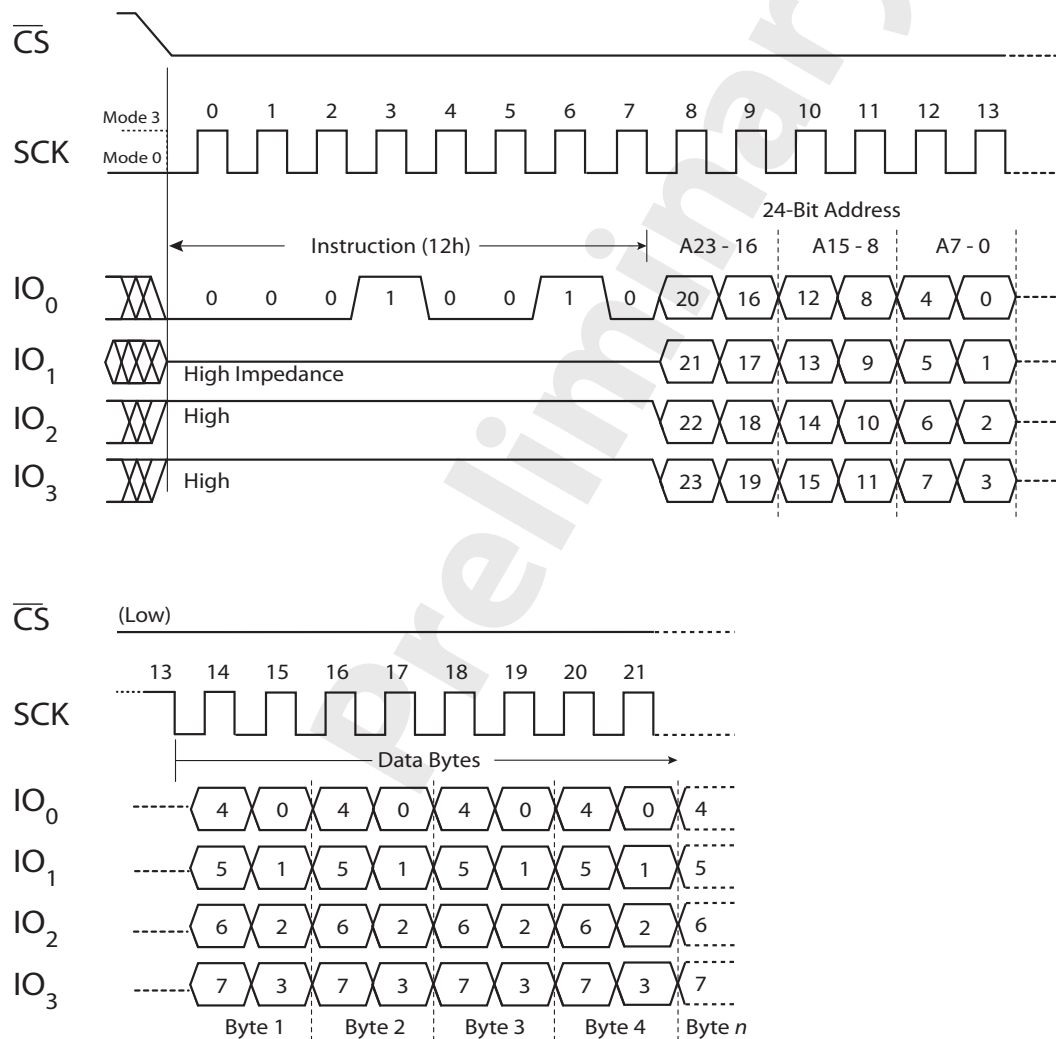 CS
Mode 3
0 1 2 3 4 5 6 7 8 9 10 11 12 13
SCK
Mode 0
24-Bit Address
Instruction (12h) A23 - 16 A15 - 8 A7 - 0
IO0 0 0 0 1 0 0 1 0 20 16 12 8 4 0
IO1 High Impedance 21 17 13 9 5 1
IO2 High 22 18 14 10 6 2
IO3 High 23 19 15 11 7 3
CS (Low)
13 14 15 16 17 18 19 20 21
SCK
Data Bytes
IO0 4 0 4 0 4 0 4 0 4
IO1 5 1 5 1 5 1 5 1 5
IO2 6 2 6 2 6 2 6 2 6
IO3 7 3 7 3 7 3 7 3 7
Byte 1 Byte 2 Byte 3 Byte 4 Byte n
Preliminary